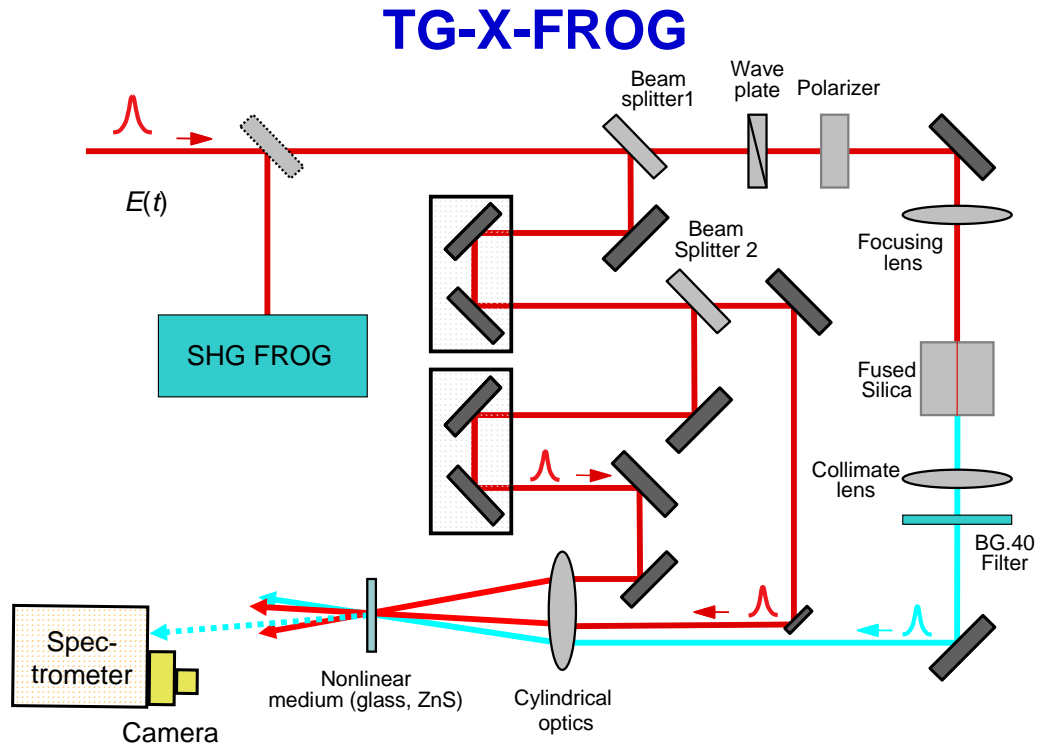 TG-X-FROG
Beam
splitter1
Wave
plate
Polarizer
E(t)
Beam
Splitter 2
Focusing
lens
SHG FROG
Fused
Silica
Collimate
lens
BG.40
Filter
Spec-
trometer
Nonlinear
medium (glass, ZnS)
Cylindrical
optics
Camera